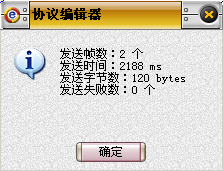 协议编辑器
发送帧数：2 个
发送时间：2188 ms
发送字节数：120 bytes
发送失败数：0 个
确定